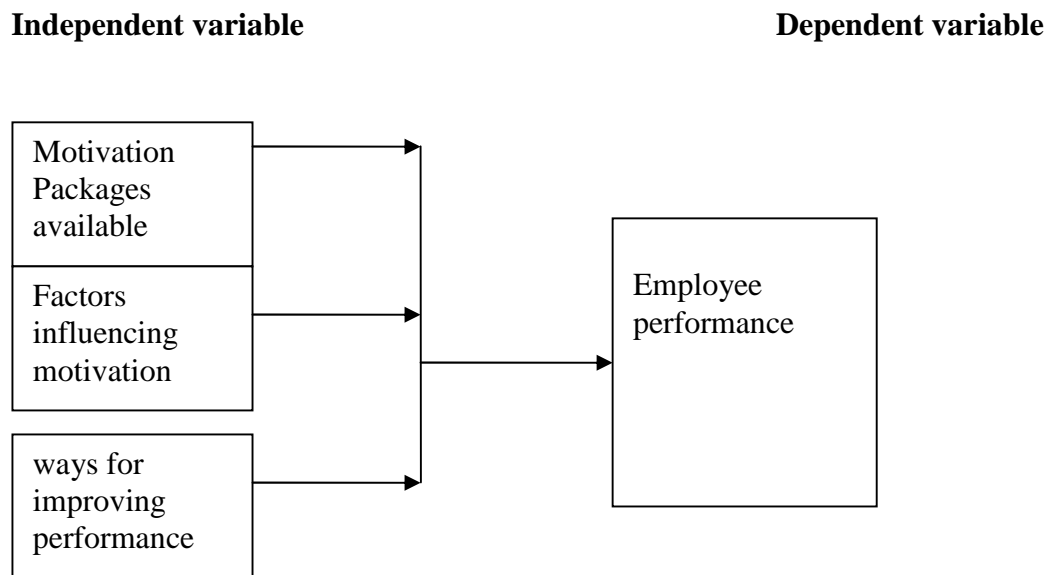 Independent variable
Dependent variable
Motivation
Packages
available
Factors
influencing
motivation
ways for
improving
performance
Employee
performance